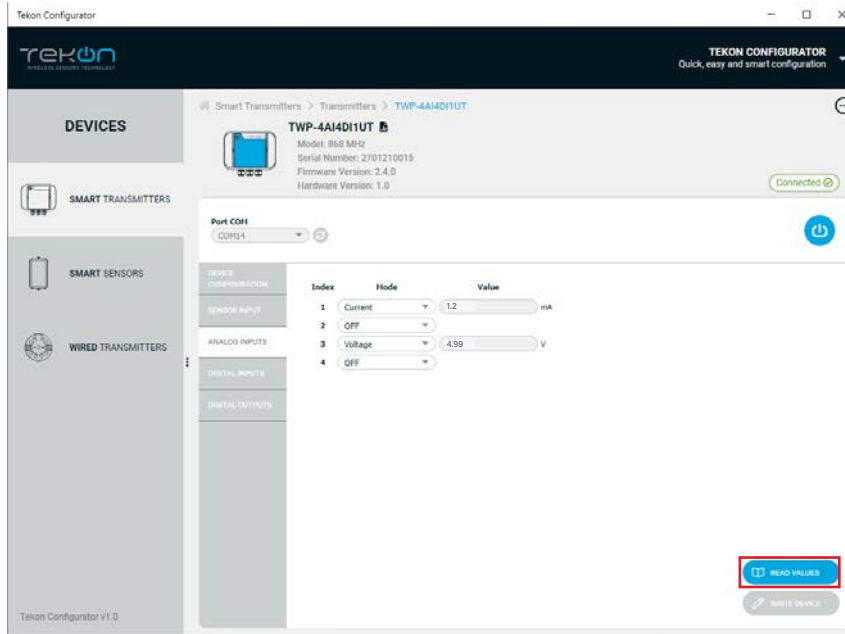 Tekon Configurator
TEKON
WIRELESS SENSORS TECHNOLOGY
TEKON CONFIGURATOR
Quick, easy and smart configuration
DEVICES
SMART TRANSMITTERS
SMART SENSORS
WIRED TRANSMITTERS
Tekon Configurator v1.0
Smart Transmitters > Transmitters > TWP-4AI4DI1UT
TWP-4AI4DI1UT
Model: 868 MHz
Serial Number: 2701210015
Firmware Version: 2.4.0
Hardware Version: 1.0
Connected
Port COM
COM14
DEVICE
CONFIGURATION
SENSOR INPUT
ANALOG INPUTS
DIGITAL INPUTS
DIGITAL OUTPUTS
Index Mode Value
1 Current 1.2 mA
2 OFF
3 Voltage 4.99 V
4 OFF
READ VALUES
WRITE DEVICE